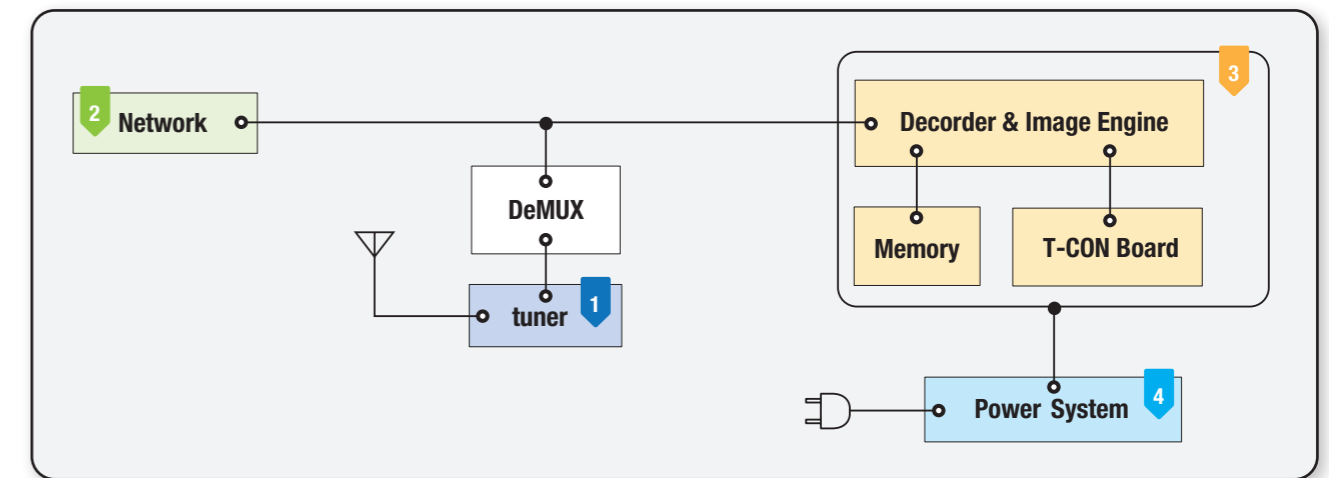 3
2
Network
Decorder & Image Engine
DeMUX
Memory
T-CON Board
1
tuner
4
Power System